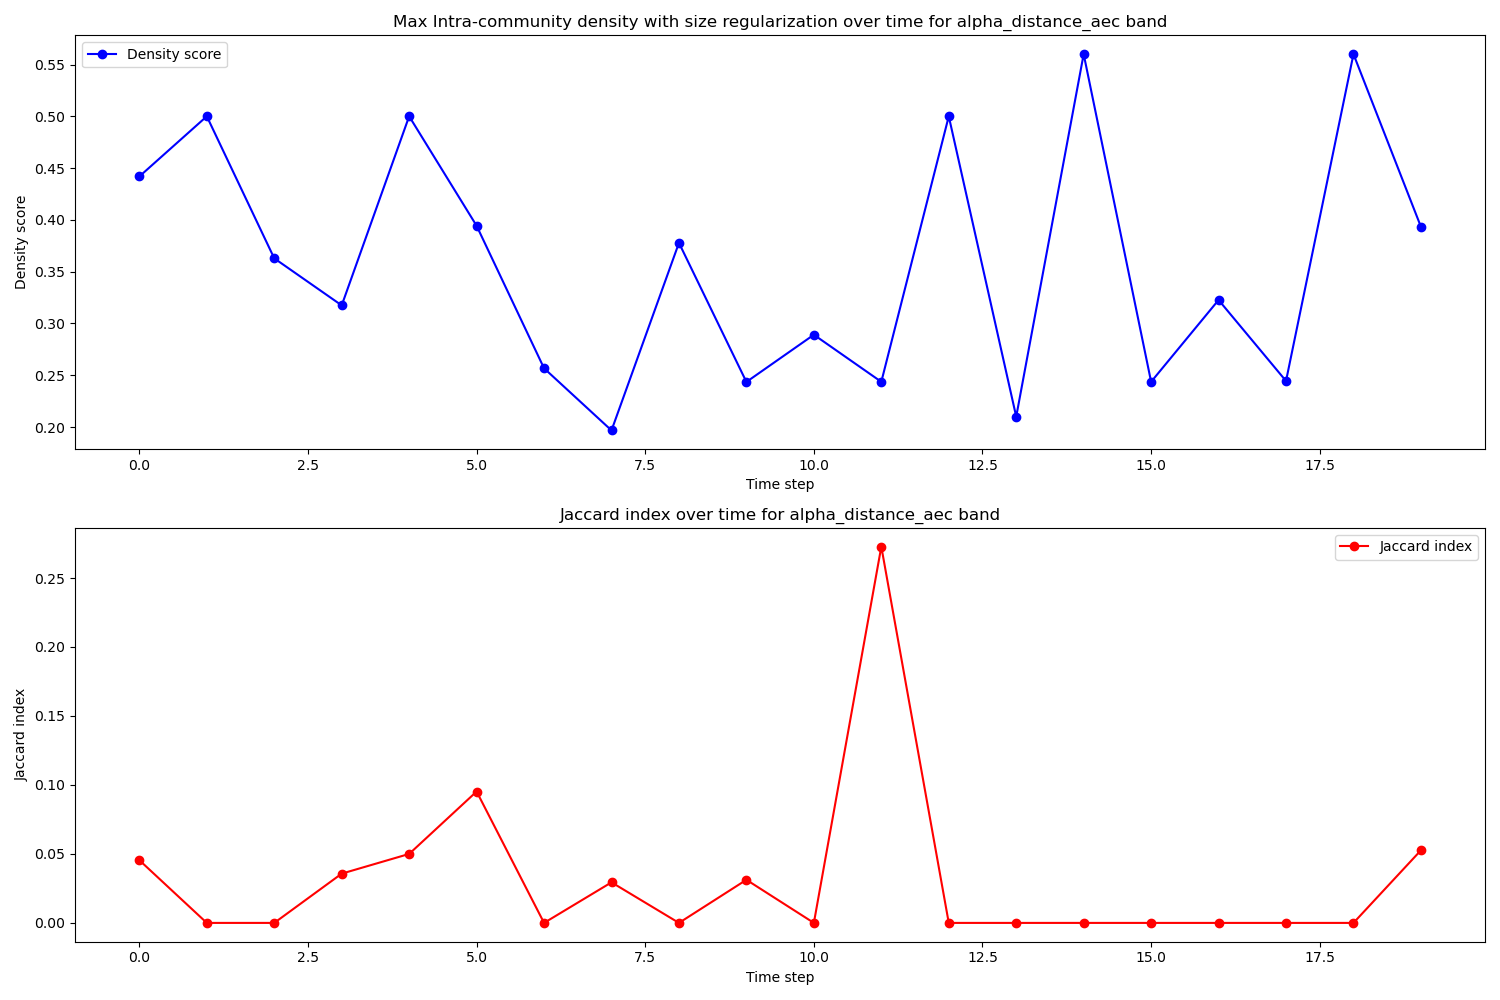 Max Intra-community density with size regularization over time for alpha_distance_aec band
Density score
0.55
0.50
0.45
0.40
0.35
0.30
0.25
0.20
Density score
0.0 2.5 5.0 7.5 10.0 12.5 15.0 17.5
Time step
Jaccard index over time for alpha_distance_aec band
Jaccard index
0.25
0.20
0.15
0.10
0.05
0.00
Jaccard index
0.0 2.5 5.0 7.5 10.0 12.5 15.0 17.5
Time step